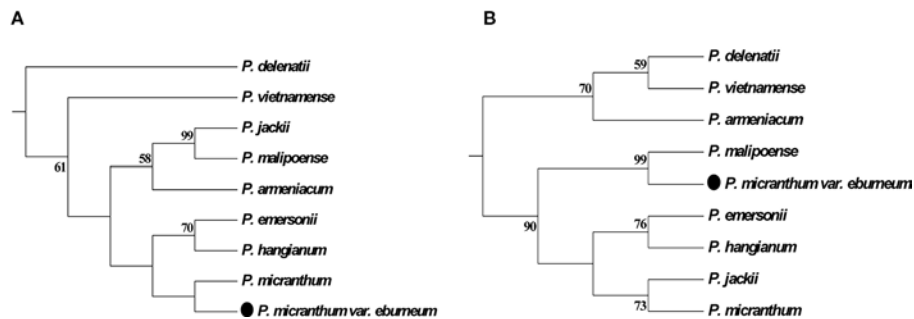 A
P. delenatii
P. vietnamense
P. jackii
99
P. malipoense
58
61
P. armeniacum
P. emersonii
70
P. hangianum
P. micranthum
P. micranthum var. eburneum
B
P. delenatii
59
P. vietnamense
70
P. armeniacum
P. malipoense
99
P. micranthum var. eburneum
P. emersonii
90
76
P. hangianum
P. jackii
73
P. micranthum